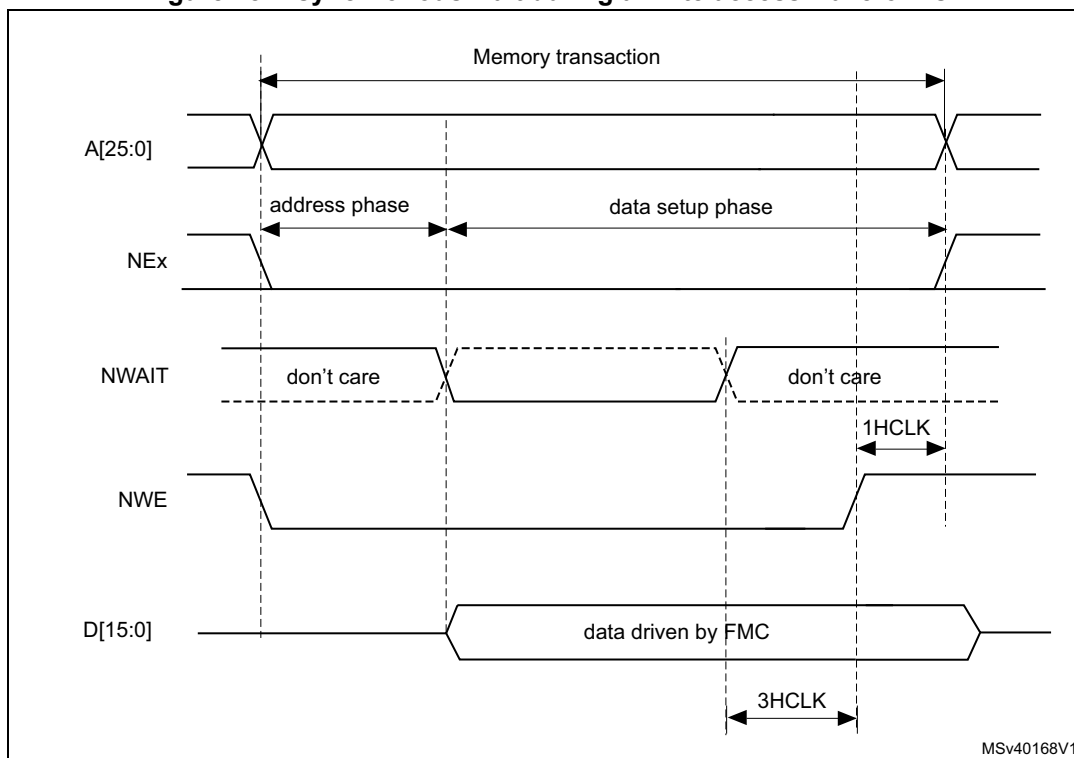 Memory transaction
A[25:0]
address phase
data setup phase
NEx
NWAIT
don't care
don't care
1HCLK
NWE
D[15:0]
data driven by FMC
3HCLK
MSv40168V1